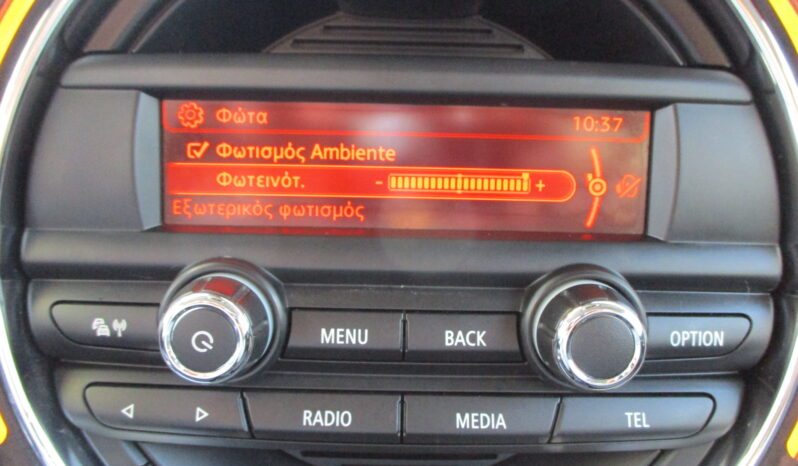 Φώτα 10:37
Φωτισμός Ambiente
Φωτεινότ. - +
Εξωτερικός φωτισμός
MENU BACK OPTION
RADIO MEDIA TEL